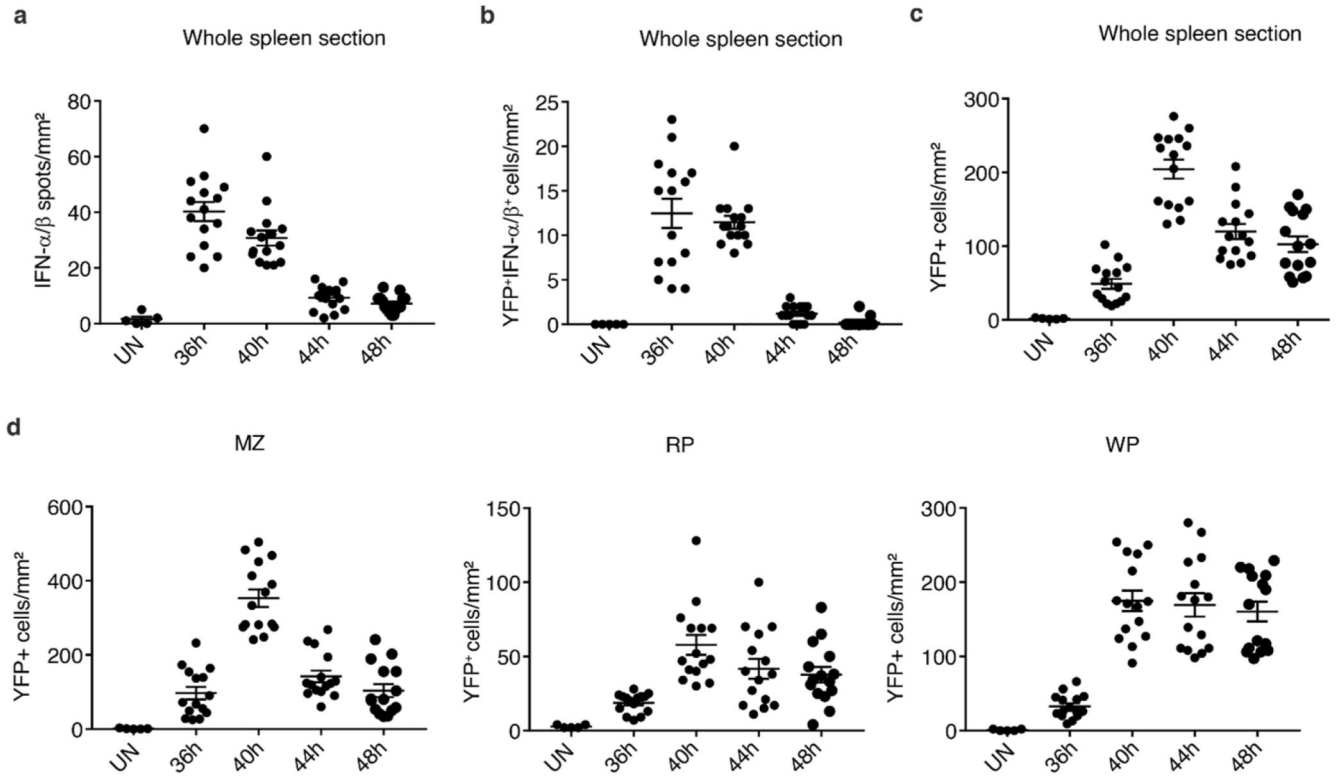 a
Whole spleen section
IFN-α/β spots/mm²
80
60
40
20
0
UN
36h
40h
44h
48h
b
Whole spleen section
YFP⁺IFN-α/β⁺ cells/mm²
25
20
15
10
5
0
UN
36h
40h
44h
48h
c
Whole spleen section
YFP+ cells/mm²
300
200
100
0
UN
36h
40h
44h
48h
d
MZ
YFP+ cells/mm²
600
400
200
0
UN
36h
40h
44h
48h
RP
YFP⁺ cells/mm²
150
100
50
0
UN
36h
40h
44h
48h
WP
YFP+ cells/mm²
300
200
100
0
UN
36h
40h
44h
48h